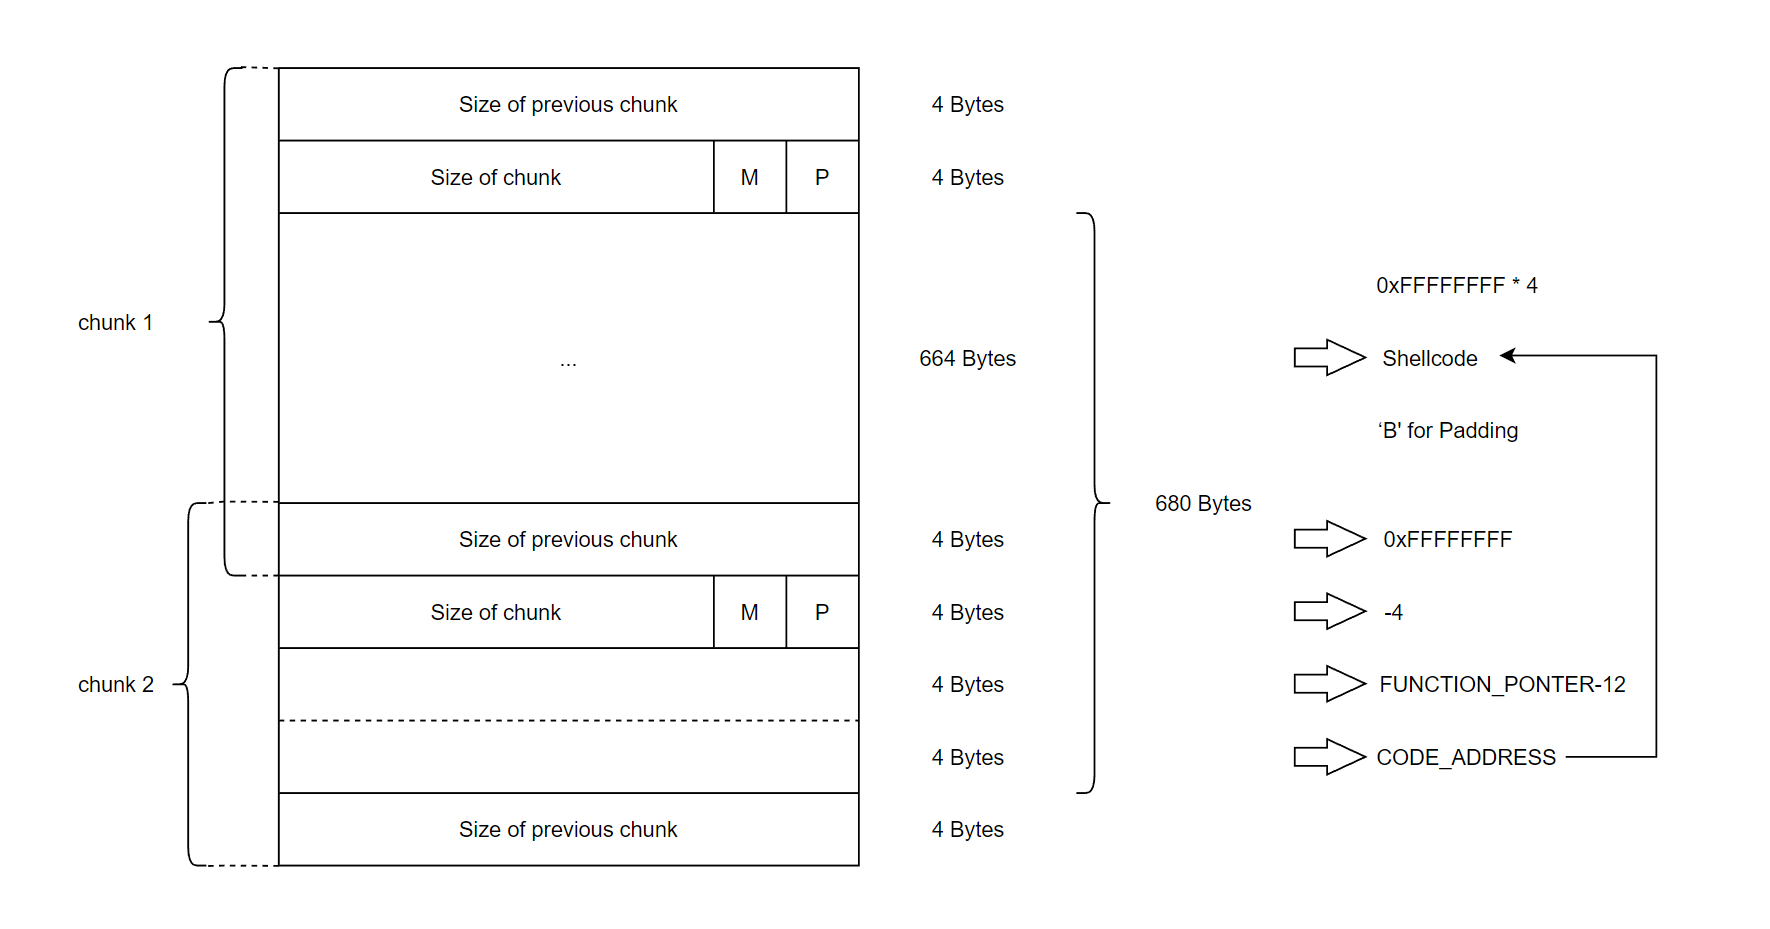 Size of previous chunk 4 Bytes
Size of chunk M P 4 Bytes
0xFFFFFFFF * 4
chunk 1
... 664 Bytes Shellcode
‘B' for Padding
680 Bytes
Size of previous chunk 4 Bytes 0xFFFFFFFF
Size of chunk M P 4 Bytes -4
chunk 2 4 Bytes FUNCTION_PONTER-12
4 Bytes CODE_ADDRESS
Size of previous chunk 4 Bytes